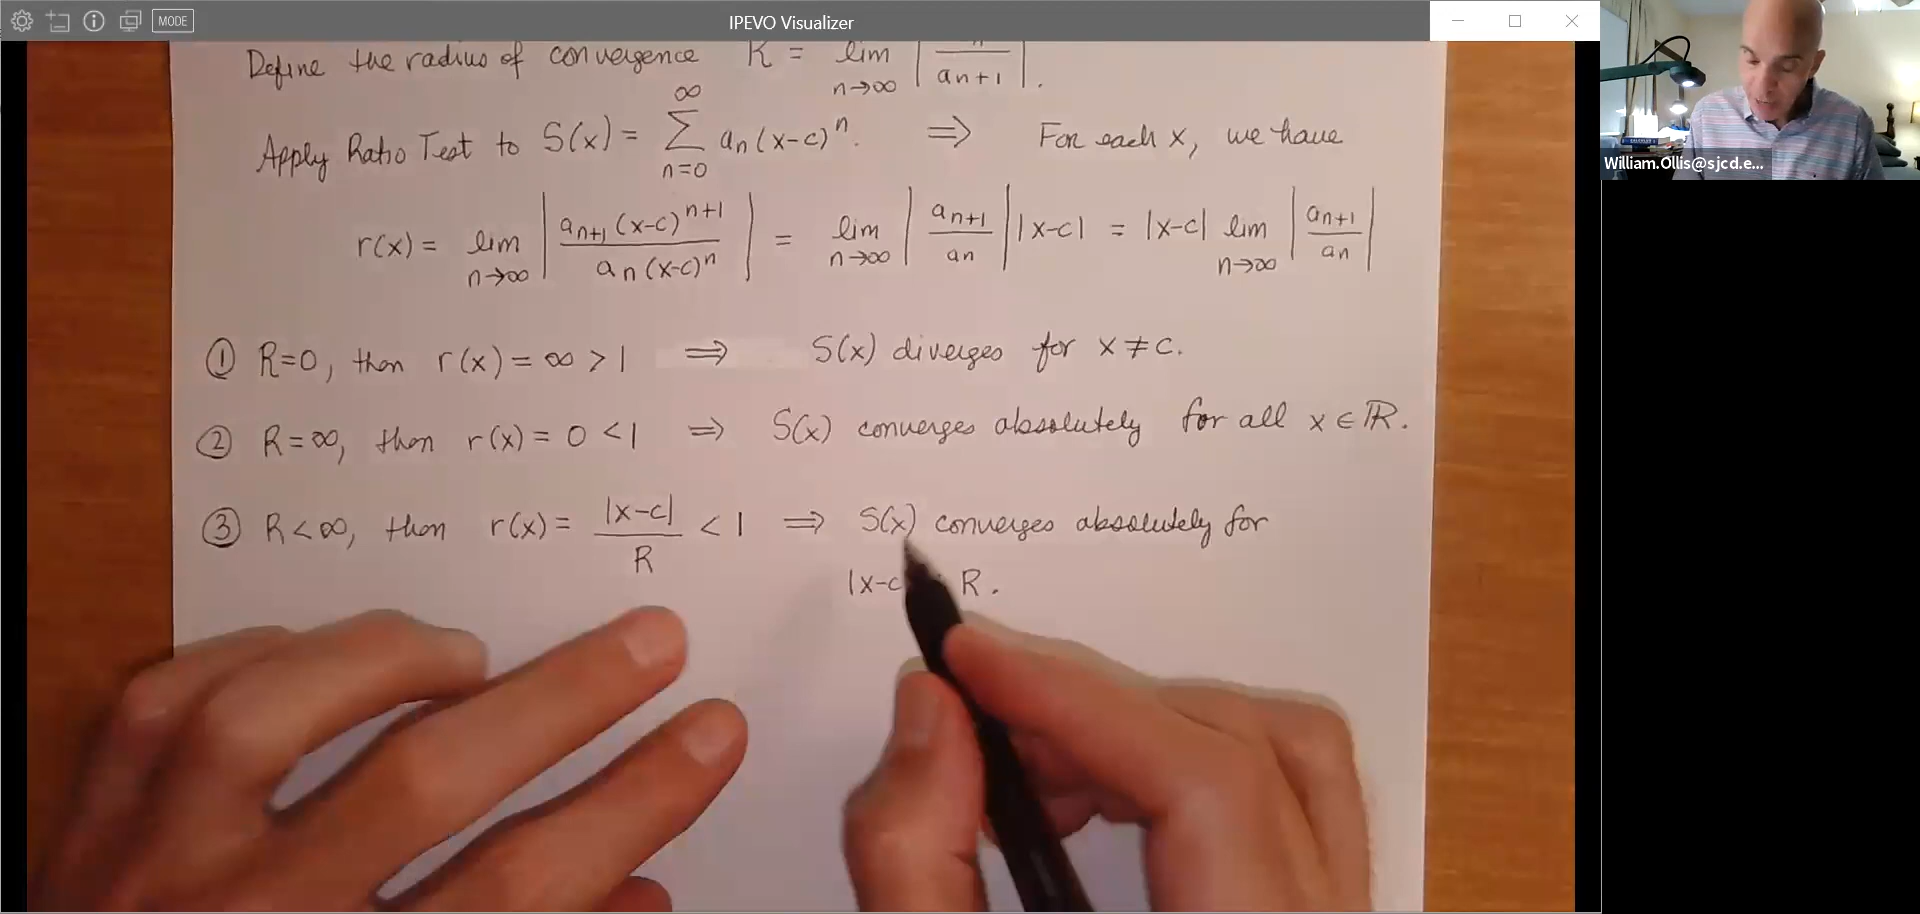 MODE
IPEVO Visualizer
William.Ollis@sjcd.e...
Define the radius of convergence R = lim n→∞ | / an+1 | .
Apply Ratio Test to S(x) = ∞ Σ n=0 an (x-c)^n. ⟹ For each x, we have
r(x) = lim n→∞ | an+1 (x-c)^n+1 / an (x-c)^n | = lim n→∞ | an+1 / an | |x-c| = |x-c| lim n→∞ | an+1 / an |
① R=0, then r(x) = ∞ > 1 ⟹ S(x) diverges for x ≠ c.
② R=∞, then r(x) = 0 < 1 ⟹ S(x) converges absolutely for all x ∈ ℝ.
③ R<∞, then r(x) = |x-c| / R < 1 ⟹ S(x) converges absolutely for
|x-c R.